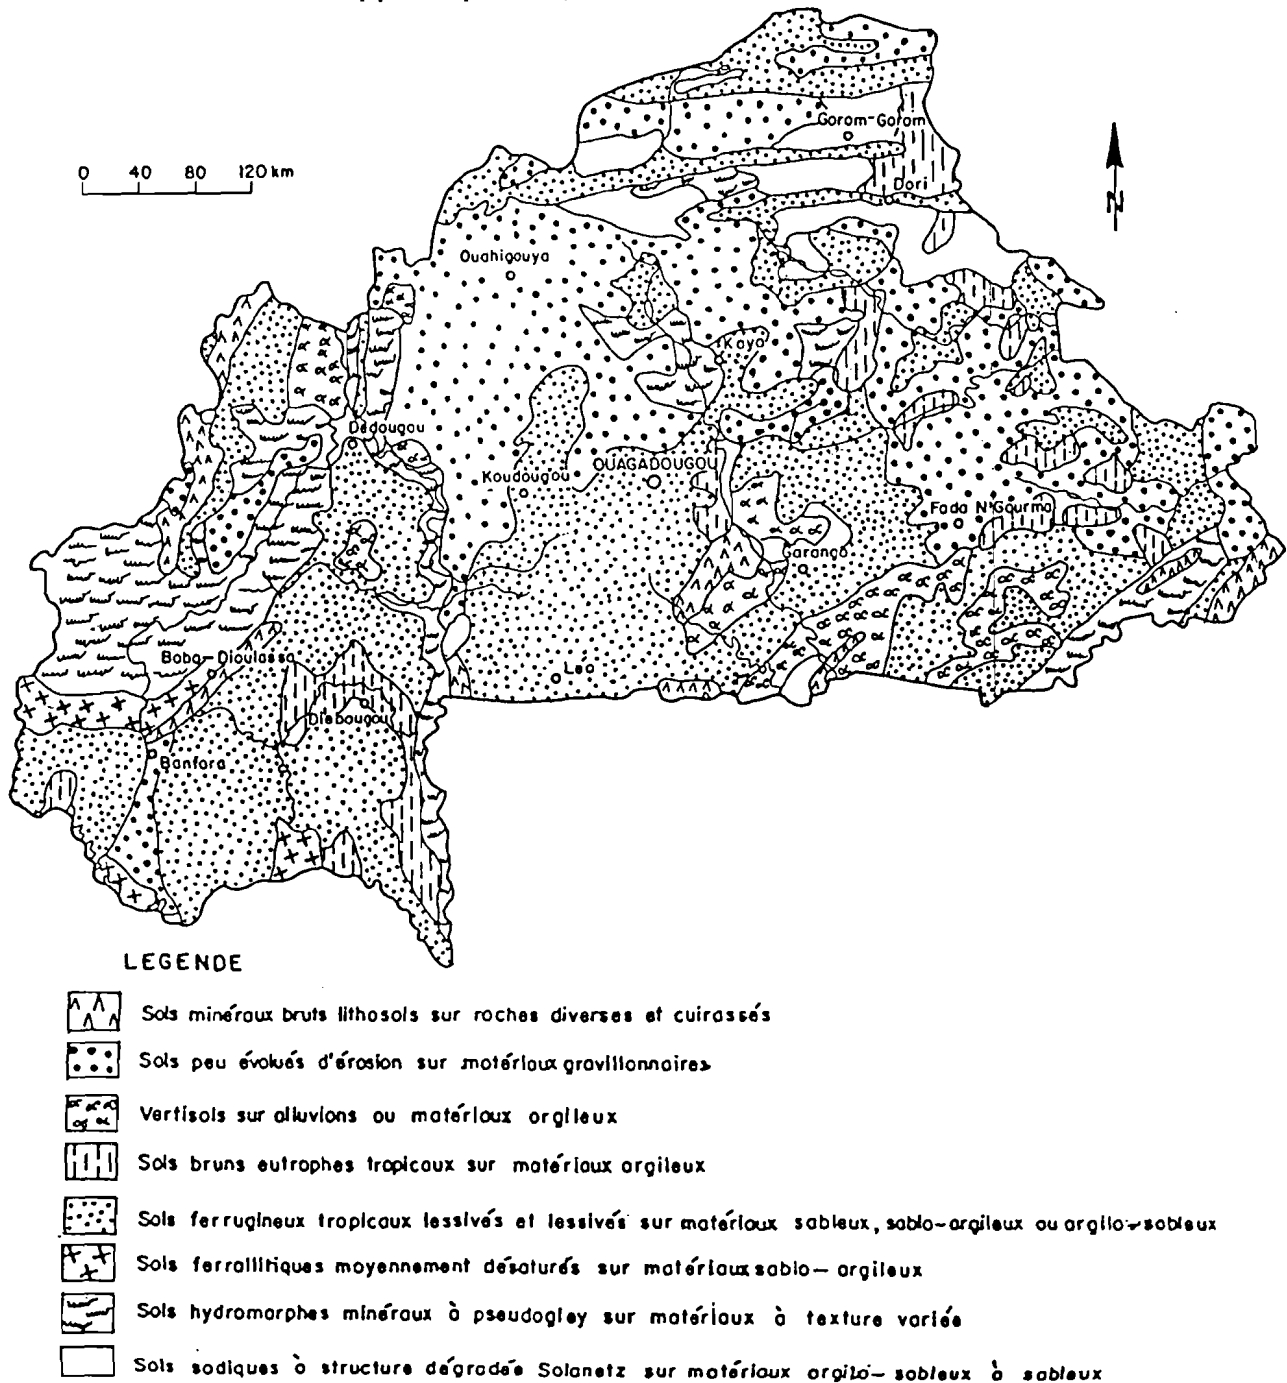 Gorom-Gorom
0 40 80 120 km
N
Dori
Ouahigouya
Kaya
Dédougou
OUAGADOUGOU
Koudougou
Fada N'Gourma
Garango
Bobo-Dioulasso
Léo
Diébougou
Banfora
LEGENDE
Sols minéraux bruts lithosols sur roches diverses et cuirassés
Sols peu évolués d'érosion sur matériaux gravillonnaires
Vertisols sur alluvions ou matériaux argileux
Sols bruns eutrophes tropicaux sur matériaux argileux
Sols ferrugineux tropicaux lessivés et lessivés sur matériaux sableux, sablo-argileux ou argilo-sableux
Sols ferrallitiques moyennement désaturés sur matériaux sablo-argileux
Sols hydromorphes minéraux à pseudogley sur matériaux à texture variée
Sols sodiques à structure dégradée Solanetz sur matériaux argilo-sableux à sableux